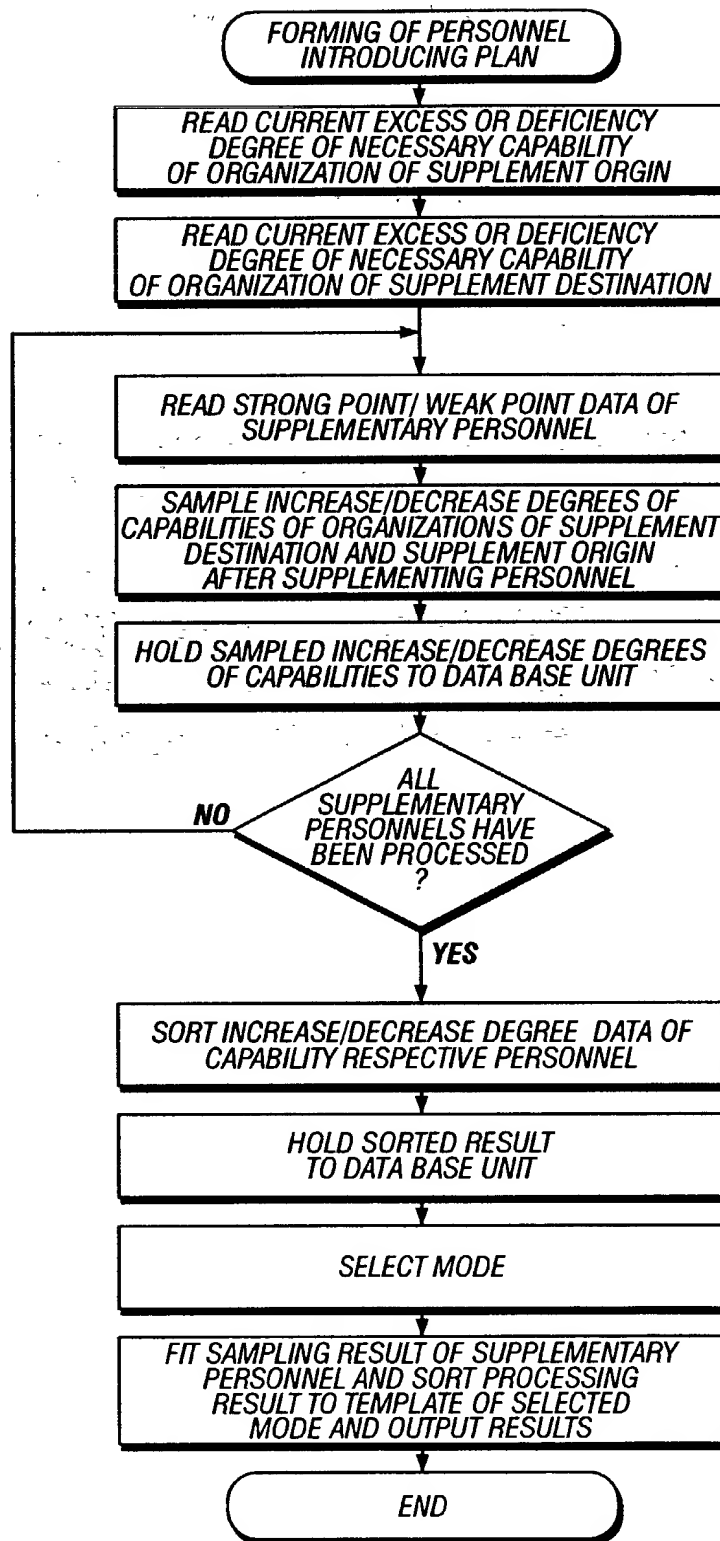 FORMING OF PERSONNEL
INTRODUCING PLAN
READ CURRENT EXCESS OR DEFICIENCY
DEGREE OF NECESSARY CAPABILITY
OF ORGANIZATION OF SUPPLEMENT ORGIN
READ CURRENT EXCESS OR DEFICIENCY
DEGREE OF NECESSARY CAPABILITY
OF ORGANIZATION OF SUPPLEMENT DESTINATION
READ STRONG POINT/ WEAK POINT DATA OF
SUPPLEMENTARY PERSONNEL
SAMPLE INCREASE/DECREASE DEGREES OF
CAPABILITIES OF ORGANIZATIONS OF SUPPLEMENT
DESTINATION AND SUPPLEMENT ORIGIN
AFTER SUPPLEMENTING PERSONNEL
HOLD SAMPLED INCREASE/DECREASE DEGREES
OF CAPABILITIES TO DATA BASE UNIT
ALL
SUPPLEMENTARY
PERSONNELS HAVE
BEEN PROCESSED
?
NO
YES
SORT INCREASE/DECREASE DEGREE DATA OF
CAPABILITY RESPECTIVE PERSONNEL
HOLD SORTED RESULT
TO DATA BASE UNIT
SELECT MODE
FIT SAMPLING RESULT OF SUPPLEMENTARY
PERSONNEL AND SORT PROCESSING
RESULT TO TEMPLATE OF SELECTED
MODE AND OUTPUT RESULTS
END